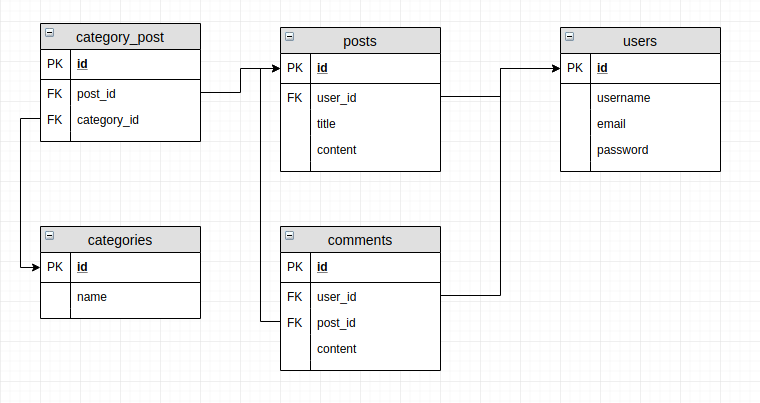 category_post
PK id
FK post_id
FK category_id
posts
PK id
FK user_id
title
content
users
PK id
username
email
password
categories
PK id
name
comments
PK id
FK user_id
FK post_id
content